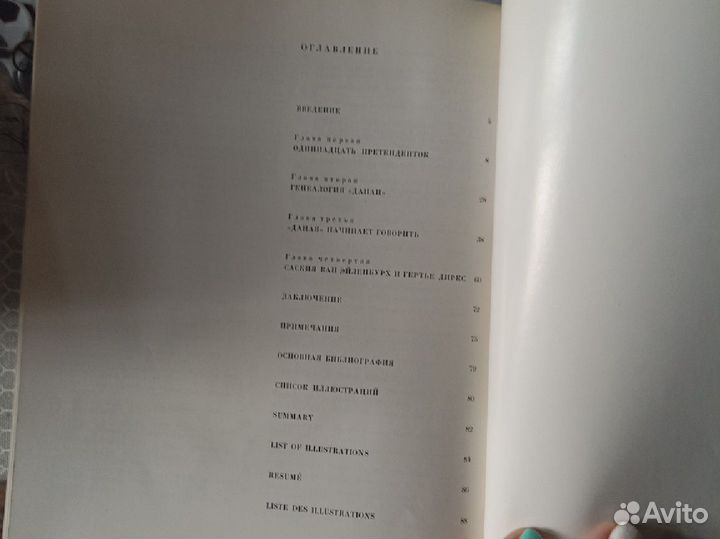 ОГЛАВЛЕНИЕ
ВВЕДЕНИЕ 5
Глава первая
ОДИННАДЦАТЬ ПРЕТЕНДЕНТОК 8
Глава вторая
ГЕНЕАЛОГИЯ «ДАНАИ» 28
Глава третья
«ДАНАЯ» НАЧИНАЕТ ГОВОРИТЬ 38
Глава четвертая
САСКИЯ ВАН ЭЙЛЕНБУРХ И ГЕРТЬЕ ДИРКС 60
ЗАКЛЮЧЕНИЕ 72
ПРИМЕЧАНИЯ 75
ОСНОВНАЯ БИБЛИОГРАФИЯ 79
СПИСОК ИЛЛЮСТРАЦИЙ 80
SUMMARY 82
LIST OF ILLUSTRATIONS 84
RESUMÉ 86
LISTE DES ILLUSTRATIONS 88
Avito